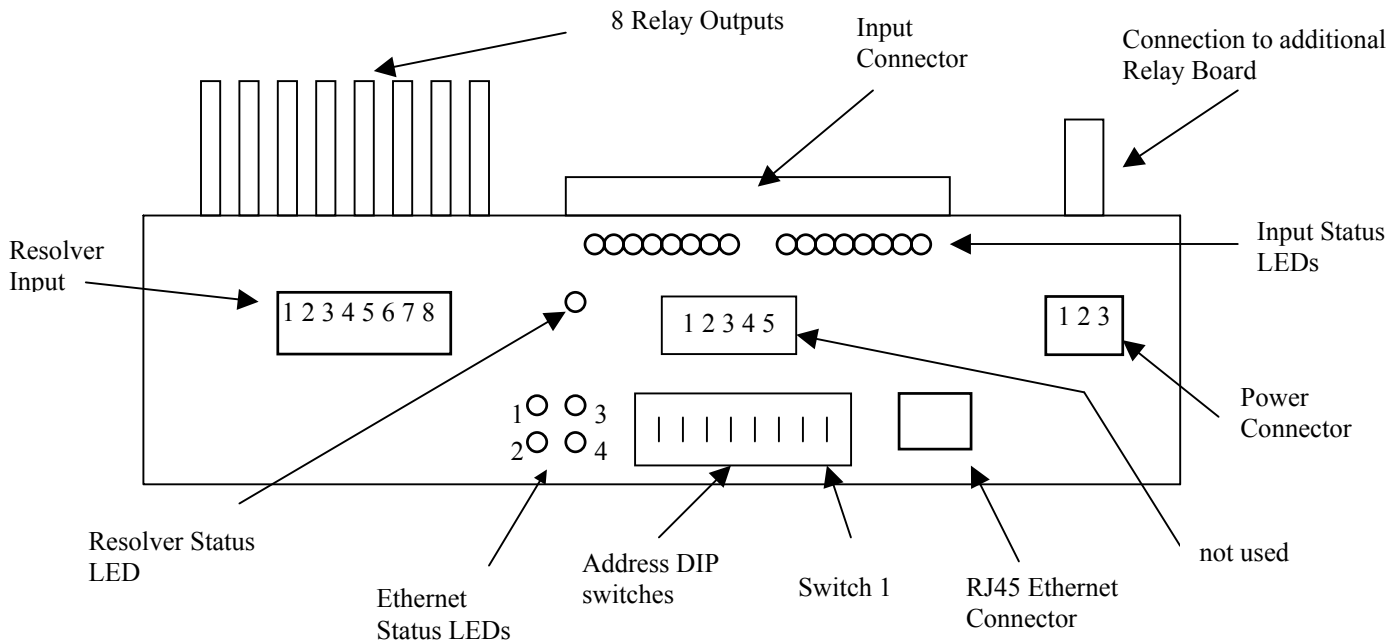 8 Relay Outputs
Input
Connector
Connection to additional
Relay Board
Resolver
Input
Input Status
LEDs
1 2 3 4 5 6 7 8
1 2 3 4 5
1 2 3
1
3
2
4
Power
Connector
Resolver Status
LED
Ethernet
Status LEDs
Address DIP
switches
Switch 1
RJ45 Ethernet
Connector
not used